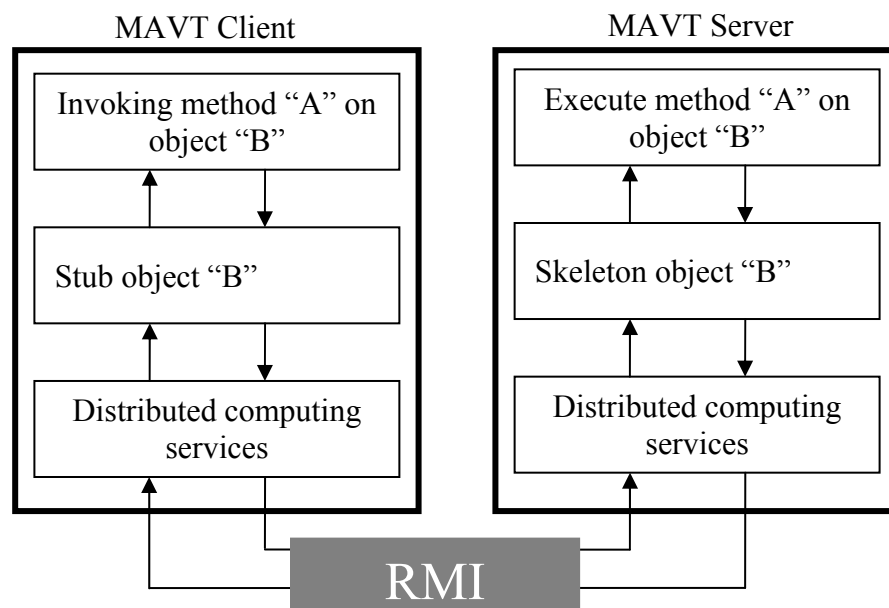 MAVT Client
Invoking method “A” on
object “B”
Stub object “B”
Distributed computing
services
MAVT Server
Execute method “A” on
object “B”
Skeleton object “B”
Distributed computing
services
RMI